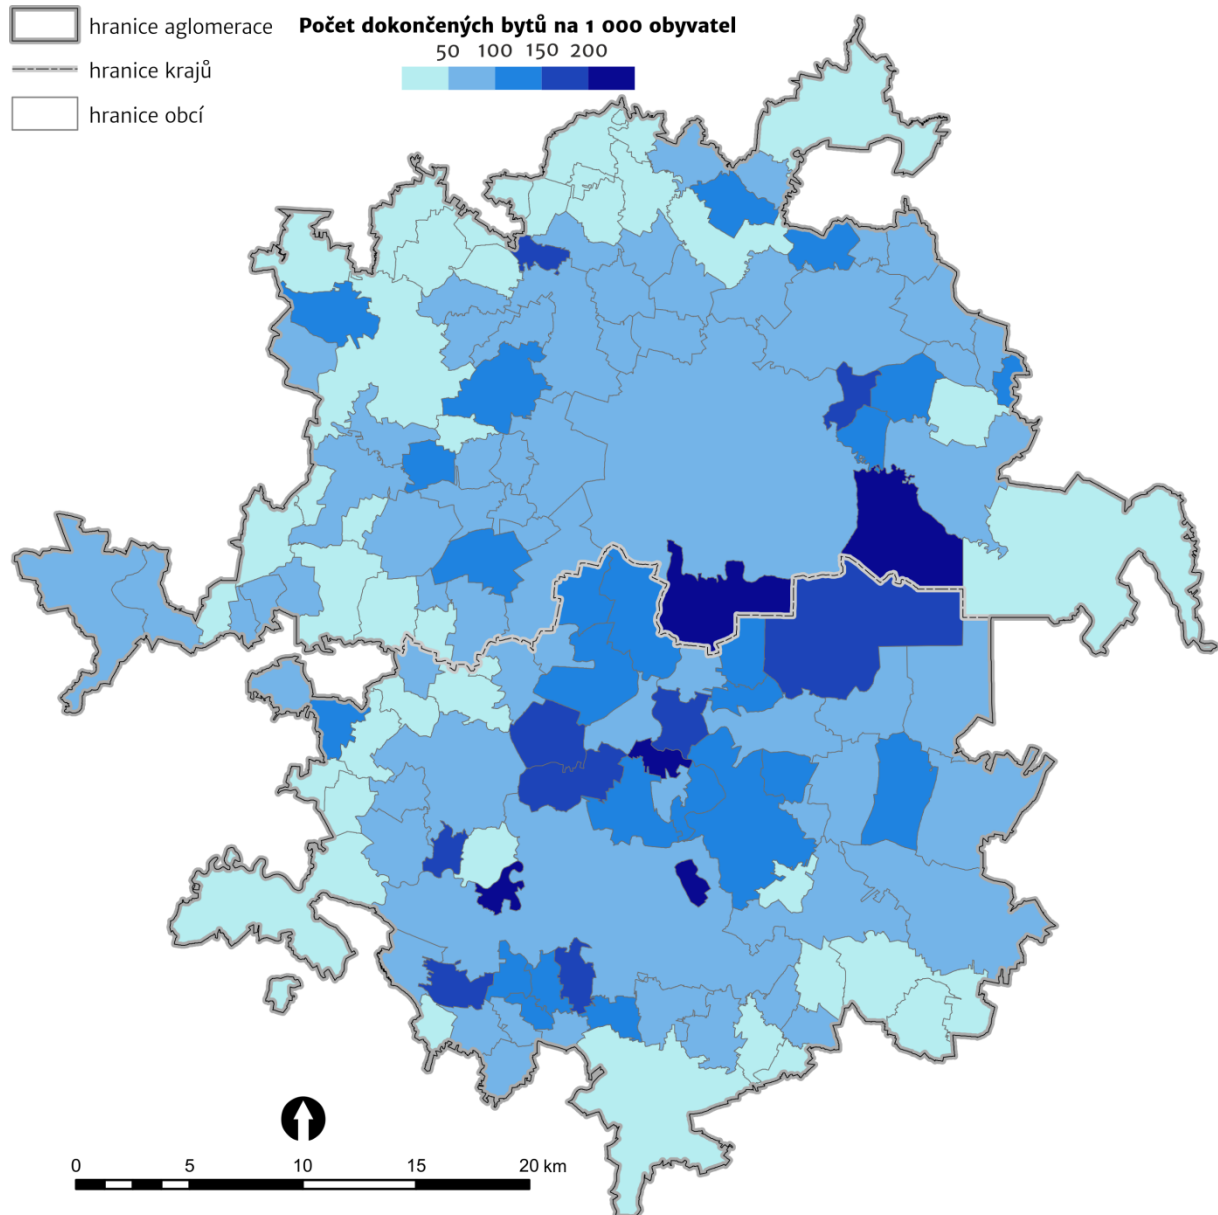 hranice aglomerace
Počet dokončených bytů na 1 000 obyvatel
50 100 150 200
hranice krajů
hranice obcí
0 5 10 15 20 km